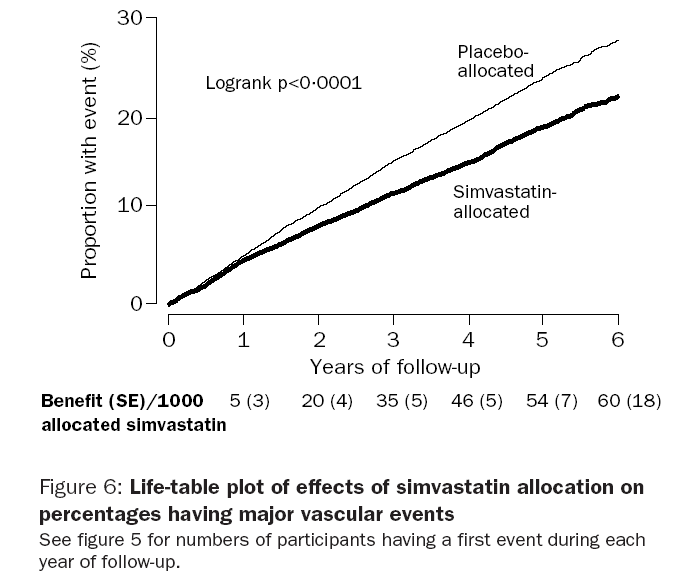 30
20
10
0
Proportion with event (%)
Logrank p<0·0001
Placebo-
allocated
Simvastatin-
allocated
0 1 2 3 4 5 6
Years of follow-up
Benefit (SE)/1000 5 (3) 20 (4) 35 (5) 46 (5) 54 (7) 60 (18)
allocated simvastatin
Figure 6: Life-table plot of effects of simvastatin allocation on
percentages having major vascular events
See figure 5 for numbers of participants having a first event during each
year of follow-up.